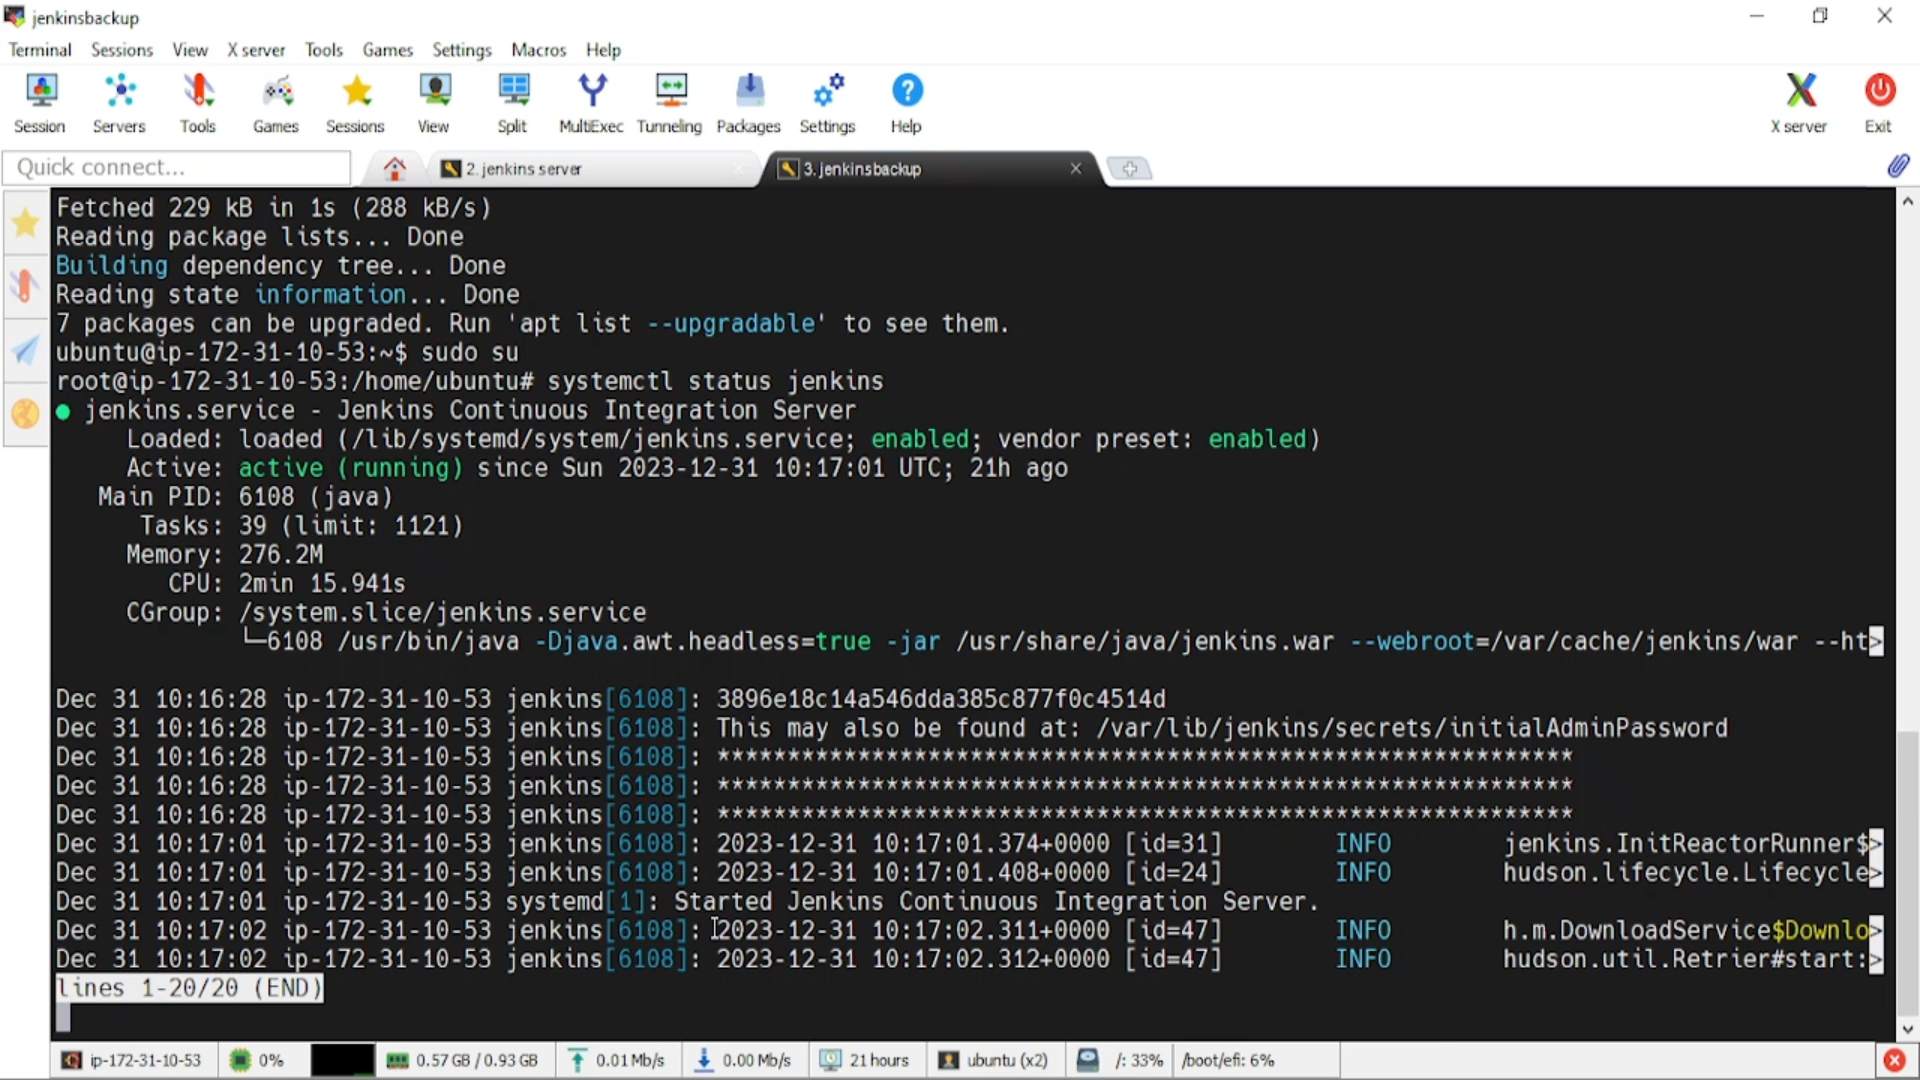 jenkinsbackup
Terminal Sessions View X server Tools Games Settings Macros Help
Session Servers Tools Games Sessions View Split MultiExec Tunneling Packages Settings Help X server Exit
Quick connect... 2. jenkins server 3. jenkinsbackup
Fetched 229 kB in 1s (288 kB/s)
Reading package lists... Done
Building dependency tree... Done
Reading state information... Done
7 packages can be upgraded. Run 'apt list --upgradable' to see them.
ubuntu@ip-172-31-10-53:~$ sudo su
root@ip-172-31-10-53:/home/ubuntu# systemctl status jenkins
● jenkins.service - Jenkins Continuous Integration Server
Loaded: loaded (/lib/systemd/system/jenkins.service; enabled; vendor preset: enabled)
Active: active (running) since Sun 2023-12-31 10:17:01 UTC; 21h ago
Main PID: 6108 (java)
Tasks: 39 (limit: 1121)
Memory: 276.2M
CPU: 2min 15.941s
CGroup: /system.slice/jenkins.service
└─6108 /usr/bin/java -Djava.awt.headless=true -jar /usr/share/java/jenkins.war --webroot=/var/cache/jenkins/war --ht>
Dec 31 10:16:28 ip-172-31-10-53 jenkins[6108]: 3896e18c14a546dda385c877f0c4514d
Dec 31 10:16:28 ip-172-31-10-53 jenkins[6108]: This may also be found at: /var/lib/jenkins/secrets/initialAdminPassword
Dec 31 10:16:28 ip-172-31-10-53 jenkins[6108]: *************************************************************
Dec 31 10:16:28 ip-172-31-10-53 jenkins[6108]: *************************************************************
Dec 31 10:16:28 ip-172-31-10-53 jenkins[6108]: *************************************************************
Dec 31 10:17:01 ip-172-31-10-53 jenkins[6108]: 2023-12-31 10:17:01.374+0000 [id=31] INFO jenkins.InitReactorRunner$>
Dec 31 10:17:01 ip-172-31-10-53 jenkins[6108]: 2023-12-31 10:17:01.408+0000 [id=24] INFO hudson.lifecycle.Lifecycle>
Dec 31 10:17:01 ip-172-31-10-53 systemd[1]: Started Jenkins Continuous Integration Server.
Dec 31 10:17:02 ip-172-31-10-53 jenkins[6108]: 2023-12-31 10:17:02.311+0000 [id=47] INFO h.m.DownloadService$Downlo>
Dec 31 10:17:02 ip-172-31-10-53 jenkins[6108]: 2023-12-31 10:17:02.312+0000 [id=47] INFO hudson.util.Retrier#start:>
lines 1-20/20 (END)
ip-172-31-10-53 0% 0.57 GB / 0.93 GB 0.01 Mb/s 0.00 Mb/s 21 hours ubuntu (x2) /: 33% /boot/efi: 6%